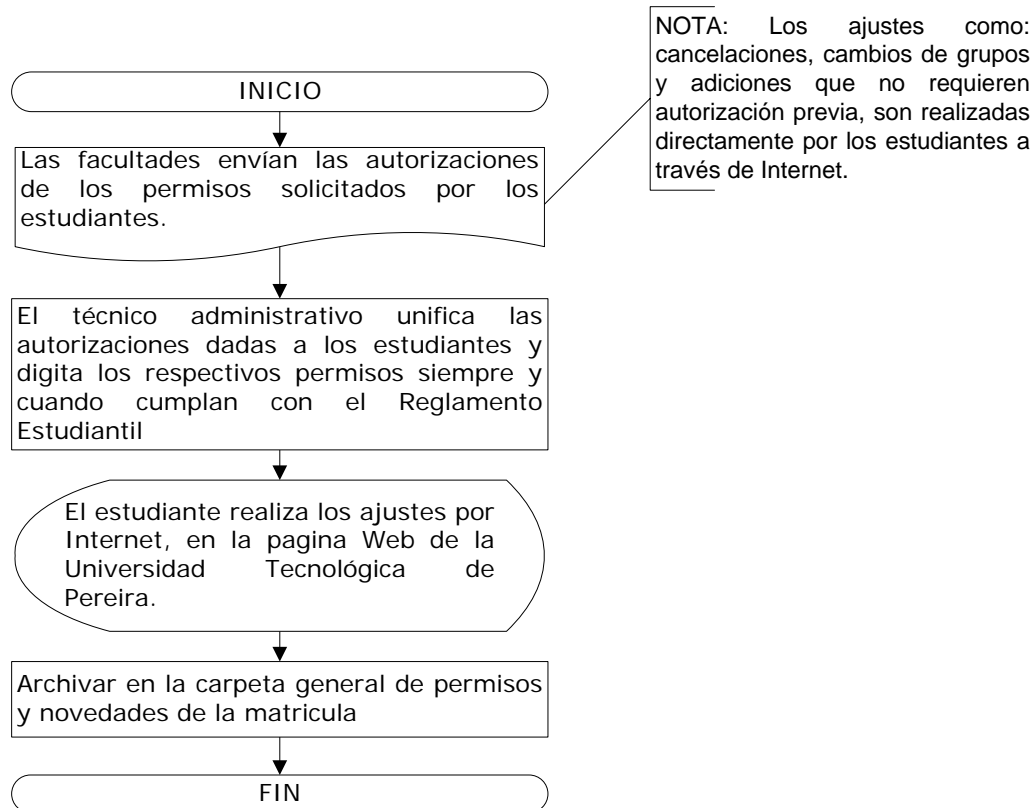 INICIO
Las facultades envían las autorizaciones
de los permisos solicitados por los
estudiantes.
NOTA: Los ajustes como:
cancelaciones, cambios de grupos
y adiciones que no requieren
autorización previa, son realizadas
directamente por los estudiantes a
través de Internet.
El técnico administrativo unifica las
autorizaciones dadas a los estudiantes y
digita los respectivos permisos siempre y
cuando cumplan con el Reglamento
Estudiantil
El estudiante realiza los ajustes por
Internet, en la pagina Web de la
Universidad Tecnológica de
Pereira.
Archivar en la carpeta general de permisos
y novedades de la matricula
FIN